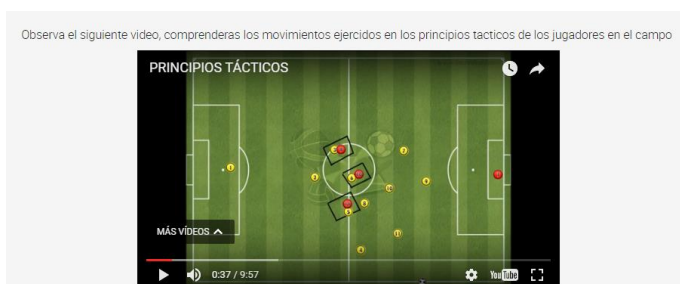 Observa el siguiente video, comprenderas los movimientos ejercidos en los principios tacticos de los jugadores en el campo
PRINCIPIOS TÁCTICOS
MÁS VÍDEOS
0:37 / 9:57
YouTube